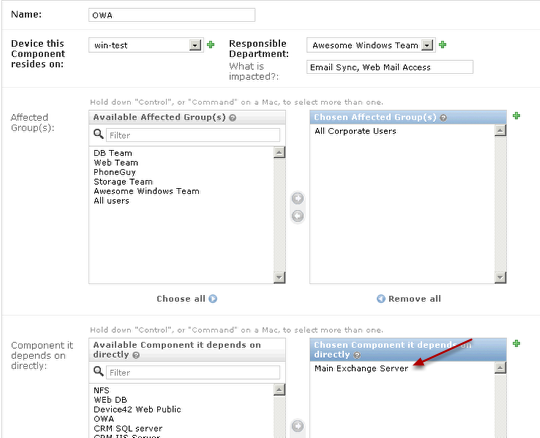 Name: OWA
Device this Component resides on: win-test
Responsible Department: Awesome Windows Team
What is impacted?: Email Sync, Web Mail Access
Hold down "Control", or "Command" on a Mac, to select more than one.
Affected Group(s):
Available Affected Group(s)
Filter
DB Team
Web Team
PhoneGuy
Storage Team
Awesome Windows Team
All users
Choose all
Chosen Affected Group(s)
All Corporate Users
Remove all
Hold down "Control", or "Command" on a Mac, to select more than one.
Component it depends on directly:
Available Component it depends on directly
Filter
NFS
WEb DB
Device42 Web Public
OWA
CRM SQL server
CRM IIS Server
Chosen Component it depends on directly
Main Exchange Server